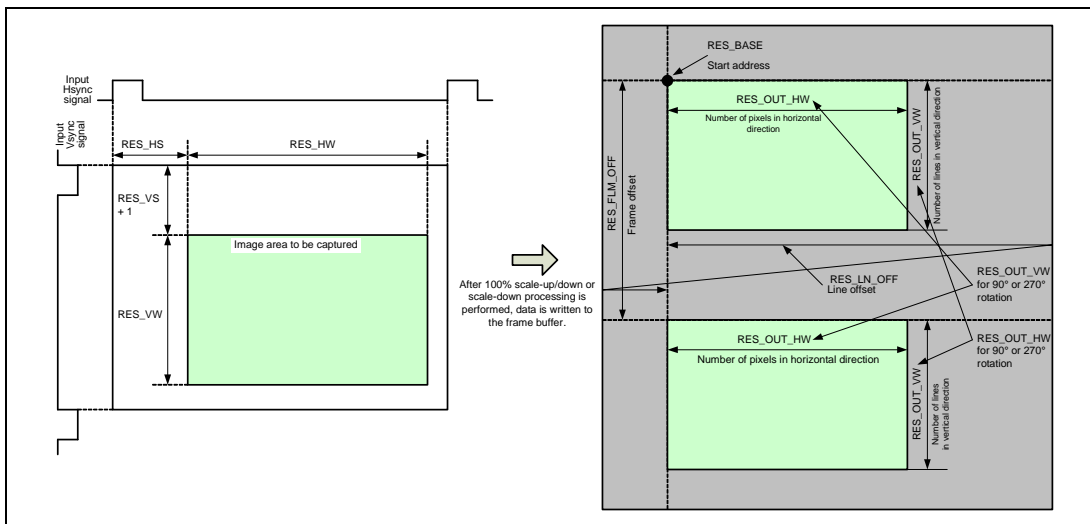 Input
Hsync
signal
Input
Vsync
signal
RES_HS
RES_HW
RES_VS
+ 1
Image area to be captured
RES_VW
After 100% scale-up/down or
scale-down processing is
performed, data is written to
the frame buffer.
RES_BASE
Start address
RES_OUT_HW
Number of pixels in horizontal
direction
RES_OUT_VW
Number of lines in vertical direction
RES_FLM_OFF
Frame offset
RES_LN_OFF
Line offset
RES_OUT_VW
for 90° or 270°
rotation
RES_OUT_HW
Number of pixels in horizontal direction
RES_OUT_VW
Number of lines
in vertical direction
RES_OUT_HW
for 90° or 270°
rotation